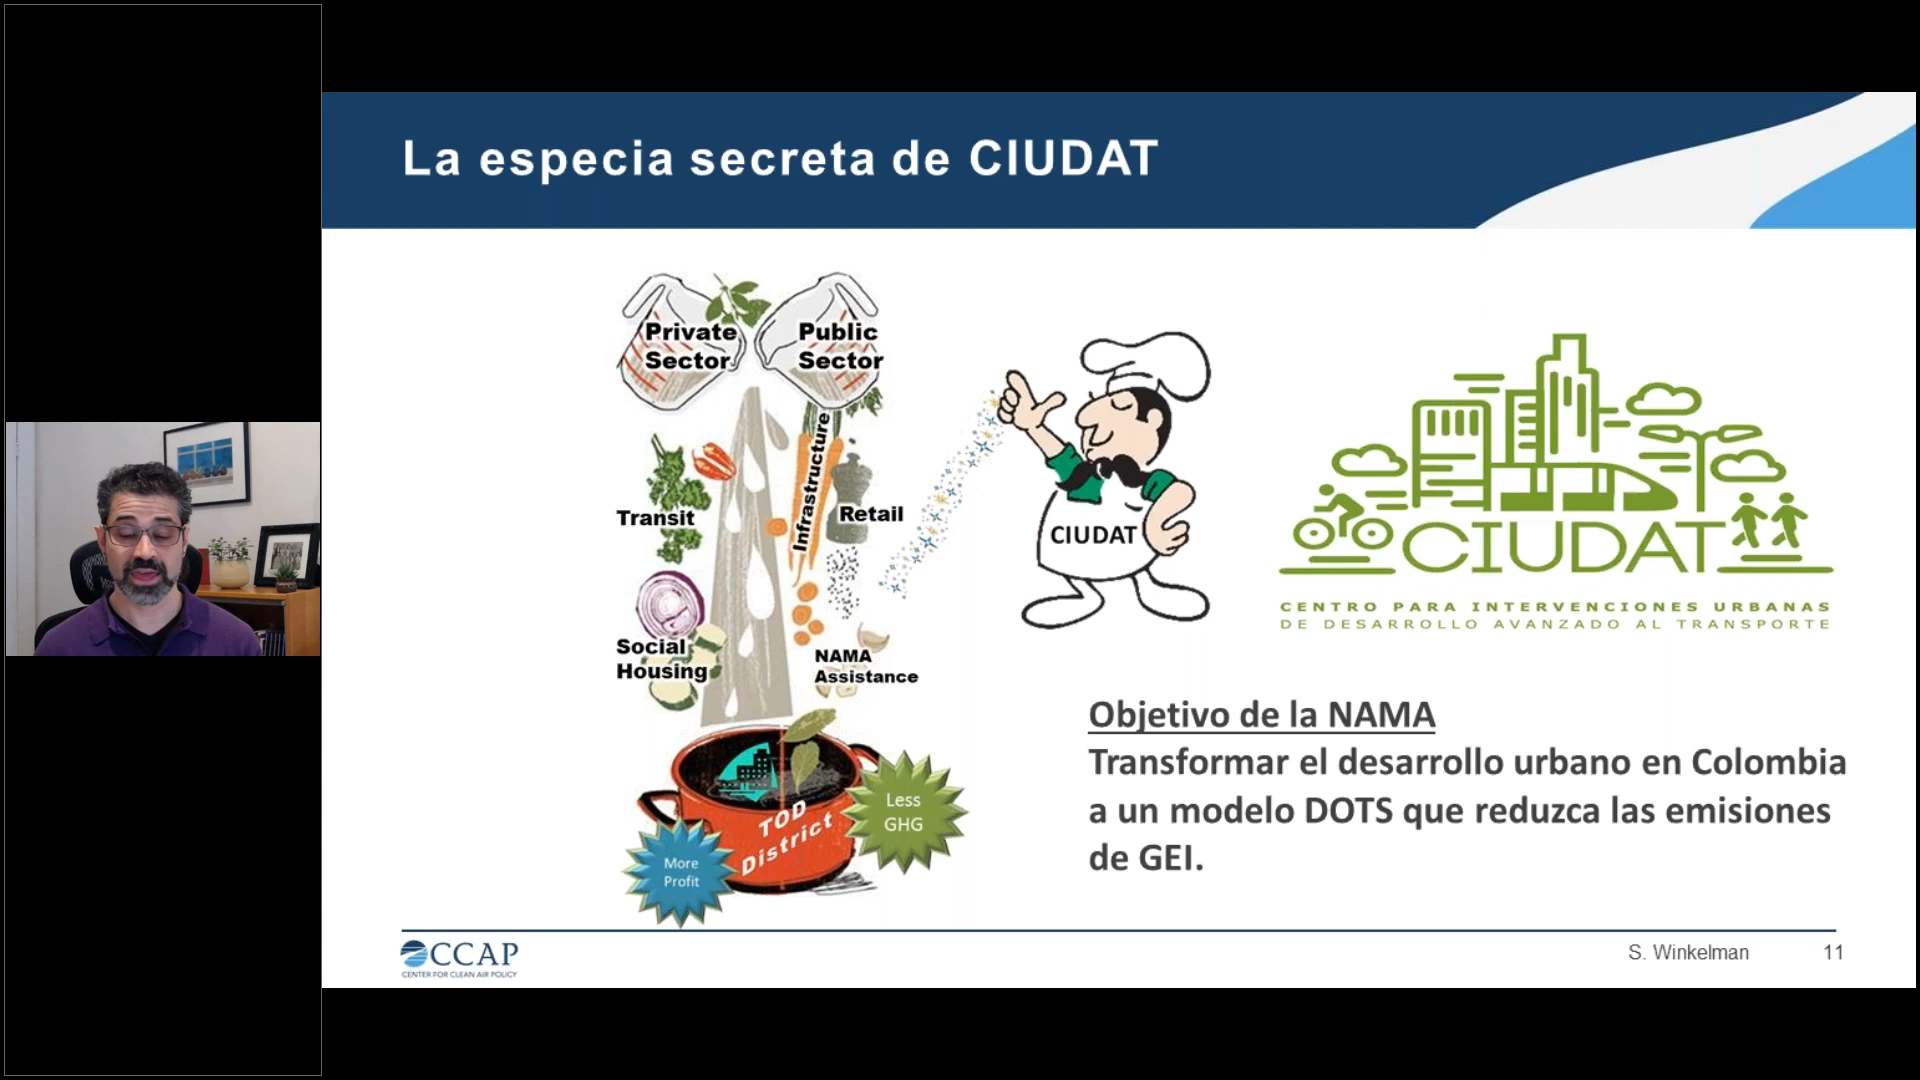 La especia secreta de CIUDAT
Private
Sector
Public
Sector
Infrastructure
Transit
Retail
Social
Housing
NAMA
Assistance
TOD
District
Less
GHG
More
Profit
CIUDAT
CIUDAT
CENTRO PARA INTERVENCIONES URBANAS
DE DESARROLLO AVANZADO AL TRANSPORTE
Objetivo de la NAMA
Transformar el desarrollo urbano en Colombia
a un modelo DOTS que reduzca las emisiones
de GEI.
CCAP
CENTER FOR CLEAN AIR POLICY
S. Winkelman
11